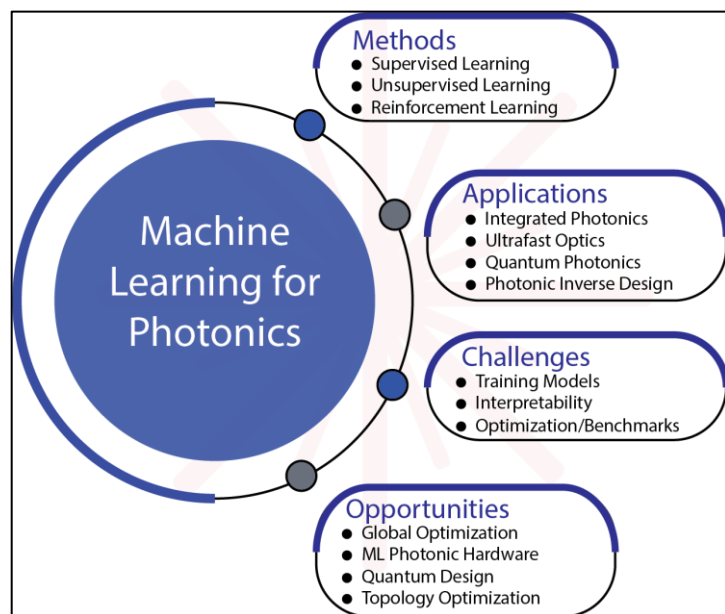 Methods
● Supervised Learning
● Unsupervised Learning
● Reinforcement Learning
Machine
Learning for
Photonics
Applications
● Integrated Photonics
● Ultrafast Optics
● Quantum Photonics
● Photonic Inverse Design
Challenges
● Training Models
● Interpretability
● Optimization/Benchmarks
Opportunities
● Global Optimization
● ML Photonic Hardware
● Quantum Design
● Topology Optimization